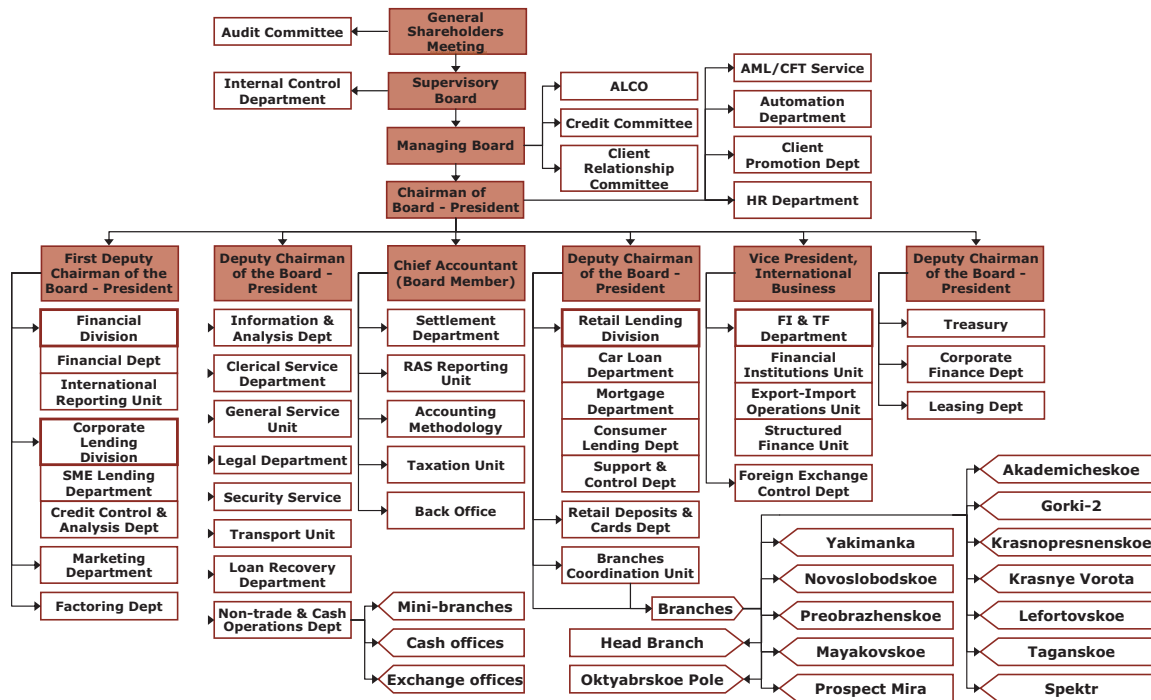 General
Shareholders
Meeting
Audit Committee
Supervisory
Board
Internal Control
Department
Managing Board
ALCO
Credit Committee
Client
Relationship
Committee
Chairman of
Board - President
AML/CFT Service
Automation
Department
Client
Promotion Dept
HR Department
First Deputy
Chairman of the
Board - President
Financial
Division
Financial Dept
International
Reporting Unit
Corporate
Lending
Division
SME Lending
Department
Credit Control &
Analysis Dept
Marketing
Department
Factoring Dept
Deputy Chairman
of the Board -
President
Information &
Analysis Dept
Clerical Service
Department
General Service
Unit
Legal Department
Security Service
Transport Unit
Loan Recovery
Department
Non-trade & Cash
Operations Dept
Mini-branches
Cash offices
Exchange offices
Chief Accountant
(Board Member)
Settlement
Department
RAS Reporting
Unit
Accounting
Methodology
Taxation Unit
Back Office
Deputy Chairman
of the Board -
President
Retail Lending
Division
Car Loan
Department
Mortgage
Department
Consumer
Lending Dept
Support &
Control Dept
Retail Deposits &
Cards Dept
Branches
Coordination Unit
Branches
Head Branch
Oktyabrskoe Pole
Yakimanka
Novoslobodskoe
Preobrazhenskoe
Mayakovskoe
Prospect Mira
Vice President,
International
Business
FI & TF
Department
Financial
Institutions Unit
Export-Import
Operations Unit
Structured
Finance Unit
Foreign Exchange
Control Dept
Deputy Chairman
of the Board -
President
Treasury
Corporate
Finance Dept
Leasing Dept
Akademicheskoe
Gorki-2
Krasnopresnenskoe
Krasnye Vorota
Lefortovskoe
Taganskoe
Spektr